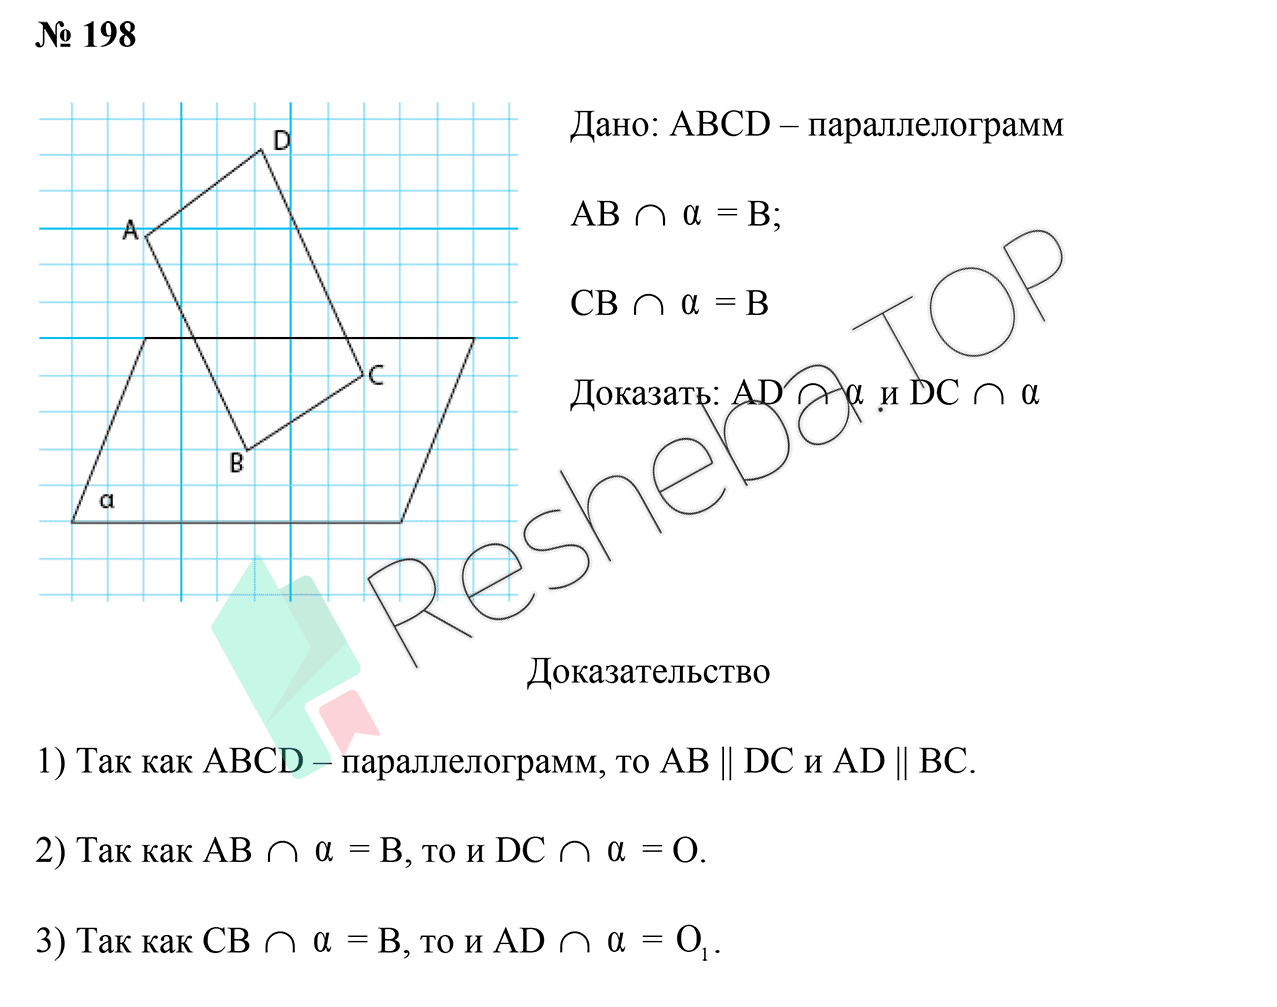 № 198
D
A
C
B
α
Дано: ABCD – параллелограмм
AB ∩ α = B;
CB ∩ α = B
Доказать: AD ∩ α и DC ∩ α
Resheba.TOP
Доказательство
1) Так как ABCD – параллелограмм, то AB || DC и AD || BC.
2) Так как AB ∩ α = B, то и DC ∩ α = O.
3) Так как CB ∩ α = B, то и AD ∩ α = O₁.